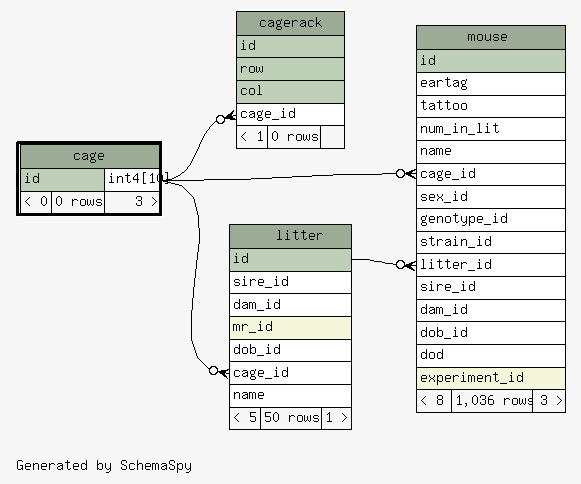 cagerack
id
row
col
cage_id
< 1 0 rows
mouse
id
eartag
tattoo
num_in_lit
name
cage_id
sex_id
genotype_id
strain_id
litter_id
sire_id
dam_id
dob_id
dod
experiment_id
< 8 1,036 rows 3 >
cage
id int4[10]
< 0 0 rows 3 >
litter
id
sire_id
dam_id
mr_id
dob_id
cage_id
name
< 5 50 rows 1 >
Generated by SchemaSpy